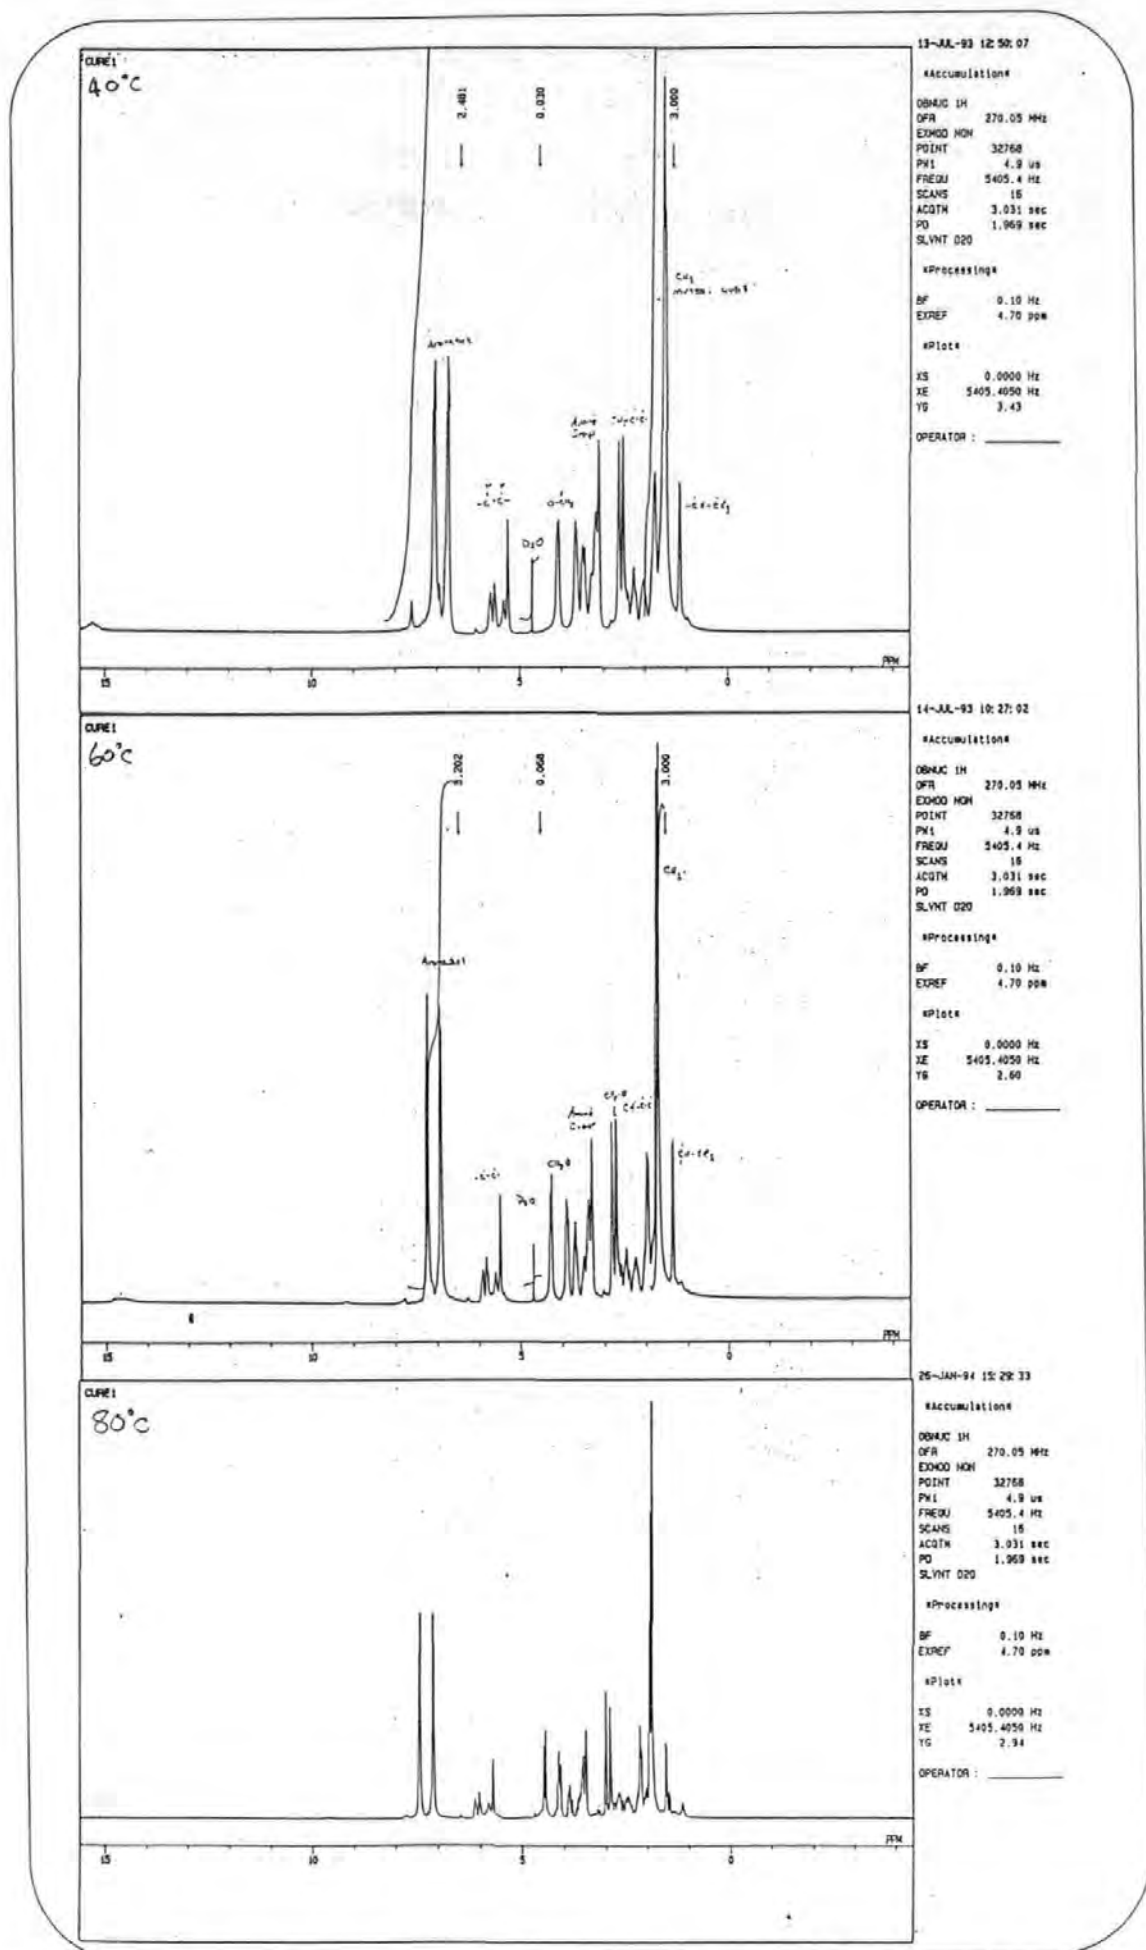 13-JUL-93 12:50:07
CURE1
40°C
2.401
0.030
3.000
*Accumulation*
OBNUC 1H
OFR 270.05 MHz
EXMOD NON
POINT 32768
PW1 4.9 us
FREQU 5405.4 Hz
SCANS 16
ACQTM 3.031 sec
PD 1.969 sec
SLVNT D2O
*Processing*
BF 0.10 Hz
EXREF 4.70 ppm
*Plot*
XS 0.0000 Hz
XE 5405.4050 Hz
YG 3.43
OPERATOR :
CH3
Aromatic
D2O
PPM
15 10 5 0
14-JUL-93 10:27:02
CURE1
60°C
3.202
0.068
3.000
*Accumulation*
OBNUC 1H
OFR 270.05 MHz
EXMOD NON
POINT 32768
PW1 4.9 us
FREQU 5405.4 Hz
SCANS 16
ACQTM 3.031 sec
PD 1.969 sec
SLVNT D2O
*Processing*
BF 0.10 Hz
EXREF 4.70 ppm
*Plot*
XS 0.0000 Hz
XE 5405.4050 Hz
YG 2.60
OPERATOR :
CH3
Aromatic
D2O
PPM
15 10 5 0
26-JAN-94 15:29:33
CURE1
80°C
*Accumulation*
OBNUC 1H
OFR 270.05 MHz
EXMOD NON
POINT 32768
PW1 4.9 us
FREQU 5405.4 Hz
SCANS 16
ACQTM 3.031 sec
PD 1.969 sec
SLVNT D2O
*Processing*
BF 0.10 Hz
EXREF 4.70 ppm
*Plot*
XS 0.0000 Hz
XE 5405.4050 Hz
YG 2.94
OPERATOR :
PPM
15 10 5 0